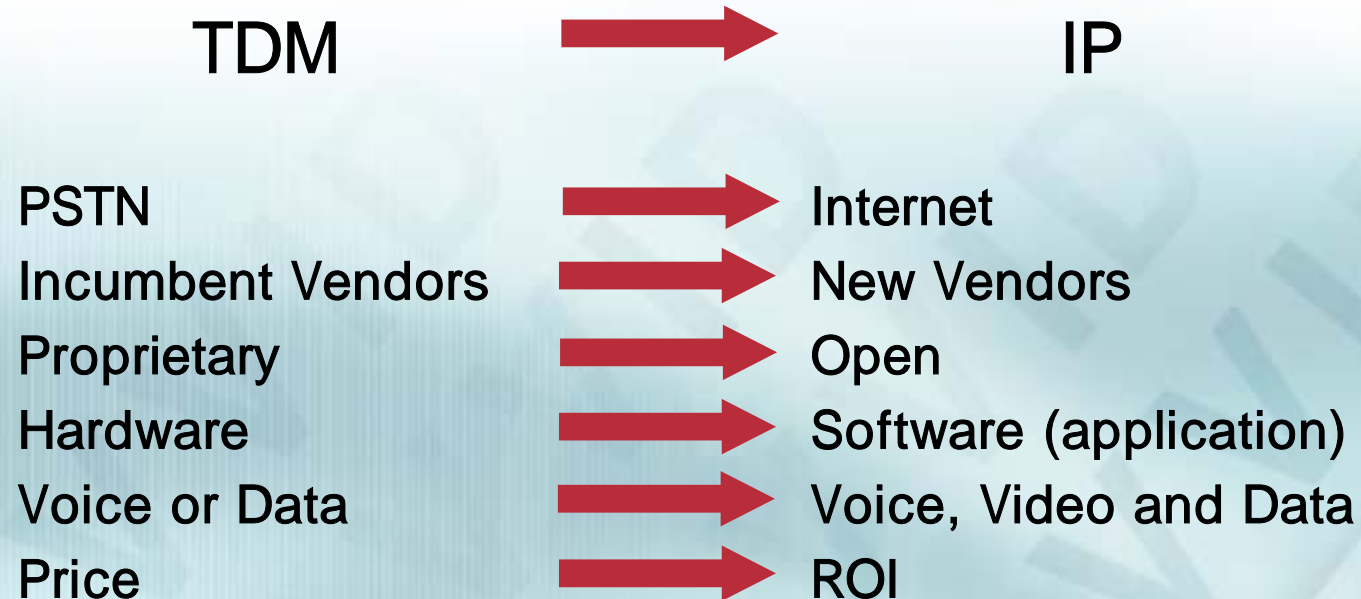 TDM IP
PSTN Internet
Incumbent Vendors New Vendors
Proprietary Open
Hardware Software (application)
Voice or Data Voice, Video and Data
Price ROI